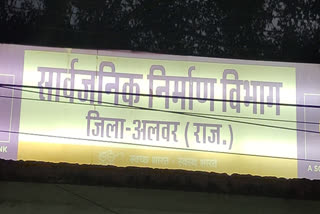 सार्वजनिक निर्माण विभाग
जिला-अलवर ( राज. )